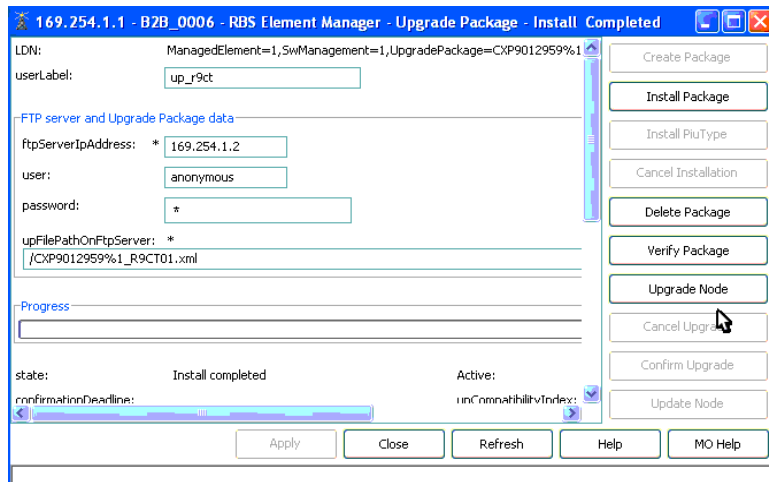 169.254.1.1 - B2B_0006 - RBS Element Manager - Upgrade Package - Install Completed
LDN: ManagedElement=1,SwManagement=1,UpgradePackage=CXP9012959%1
userLabel: up_r9ct
FTP server and Upgrade Package data
ftpServerIpAddress: * 169.254.1.2
user: anonymous
password: *
upFilePathOnFtpServer: *
/CXP9012959%1_R9CT01.xml
Progress
state: Install completed Active:
confirmationDeadline: upCompatibilityIndex:
Create Package
Install Package
Install PiuType
Cancel Installation
Delete Package
Verify Package
Upgrade Node
Cancel Upgrade
Confirm Upgrade
Update Node
Apply Close Refresh Help MO Help